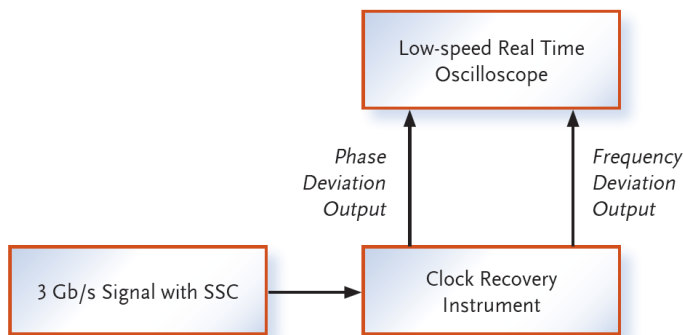 Low-speed Real Time
Oscilloscope
Phase
Deviation
Output
Frequency
Deviation
Output
3 Gb/s Signal with SSC
Clock Recovery
Instrument